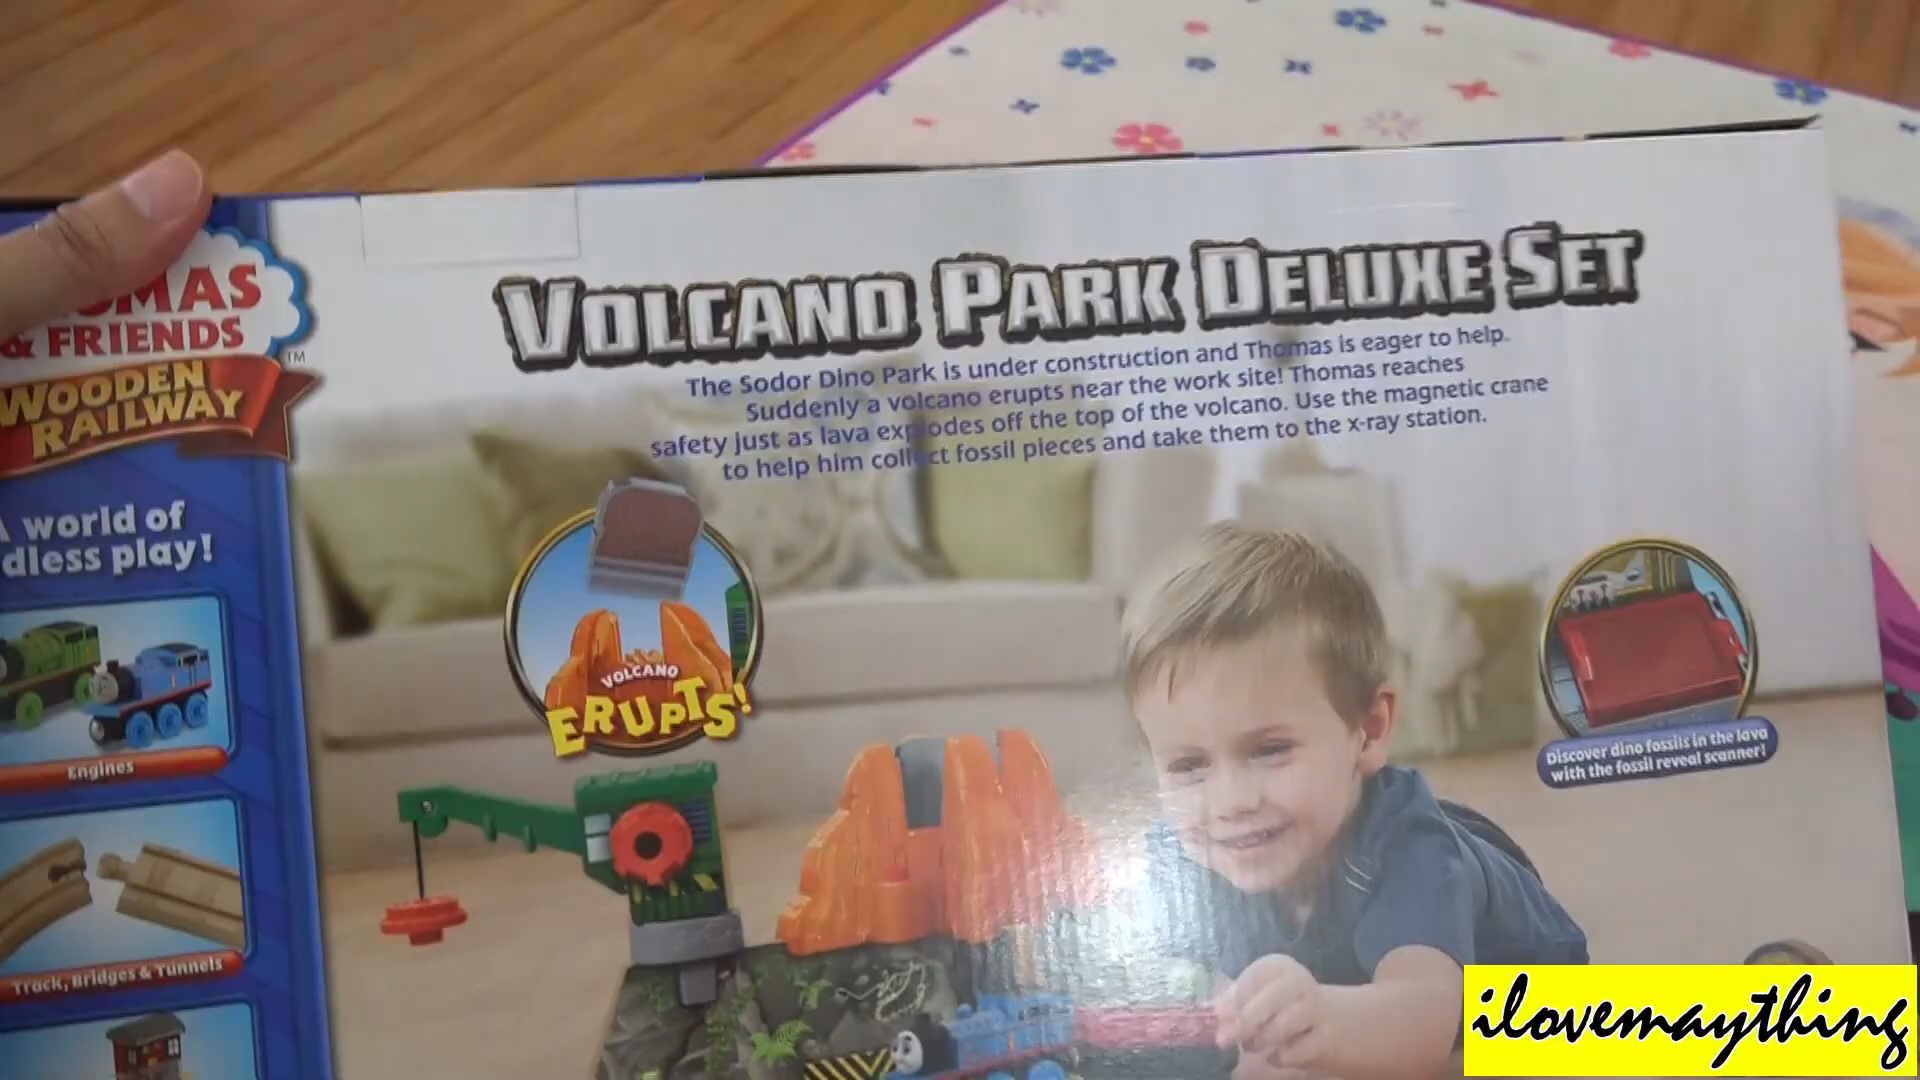 VOLCANO PARK DELUXE SET
The Sodor Dino Park is under construction and Thomas is eager to help.
Suddenly a volcano erupts near the work site! Thomas reaches
safety just as lava explodes off the top of the volcano. Use the magnetic crane
to help him collect fossil pieces and take them to the x-ray station.
& FRIENDS
TM
WOODEN
RAILWAY
world of
play!
Engines
Track, Bridges & Tunnels
VOLCANO
ERUPTS!
Discover dino fossils in the lava
with the fossil reveal scanner!
ilovemaything